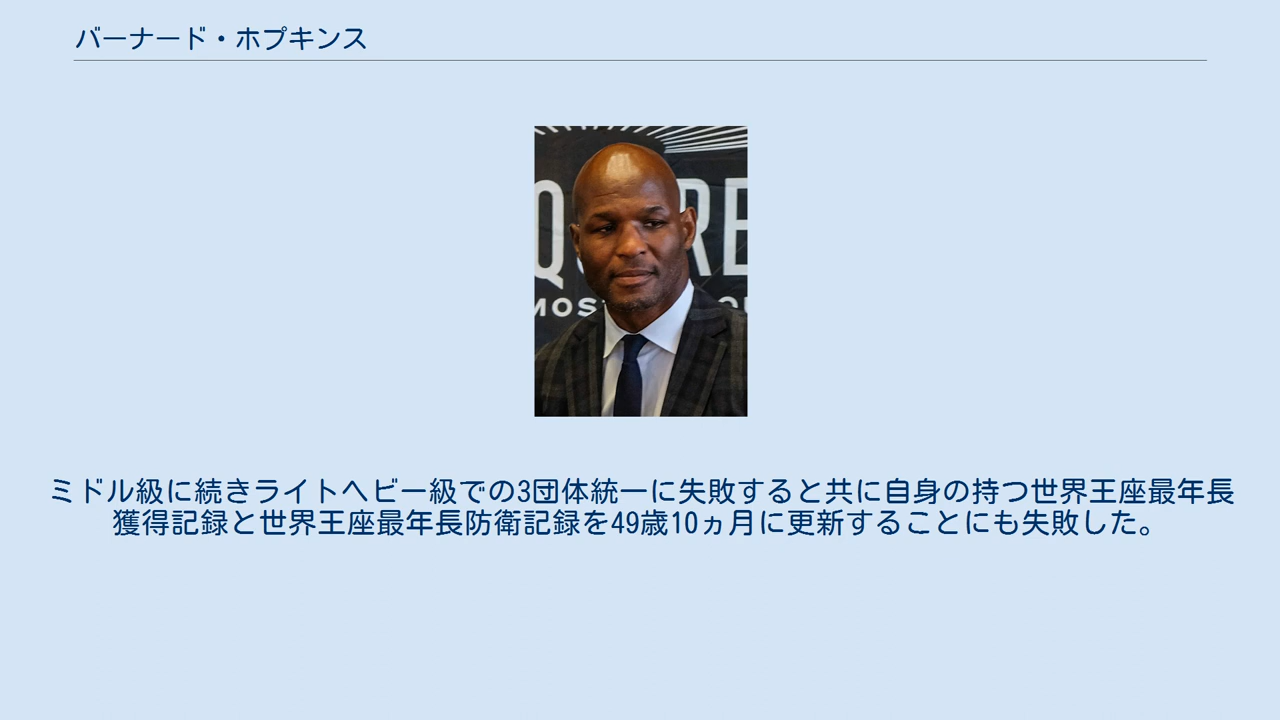 バーナード・ホプキンス
QU RE
MOS
ミドル級に続きライトヘビー級での3団体統一に失敗すると共に自身の持つ世界王座最年長
獲得記録と世界王座最年長防衛記録を49歳10ヵ月に更新することにも失敗した。